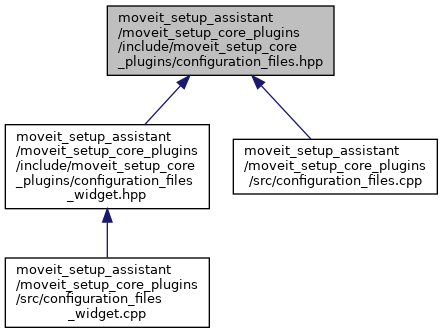 moveit_setup_assistant
/moveit_setup_core_plugins
/include/moveit_setup_core
_plugins/configuration_files.hpp
moveit_setup_assistant
/moveit_setup_core_plugins
/include/moveit_setup_core
_plugins/configuration_files
_widget.hpp
moveit_setup_assistant
/moveit_setup_core_plugins
/src/configuration_files.cpp
moveit_setup_assistant
/moveit_setup_core_plugins
/src/configuration_files
_widget.cpp